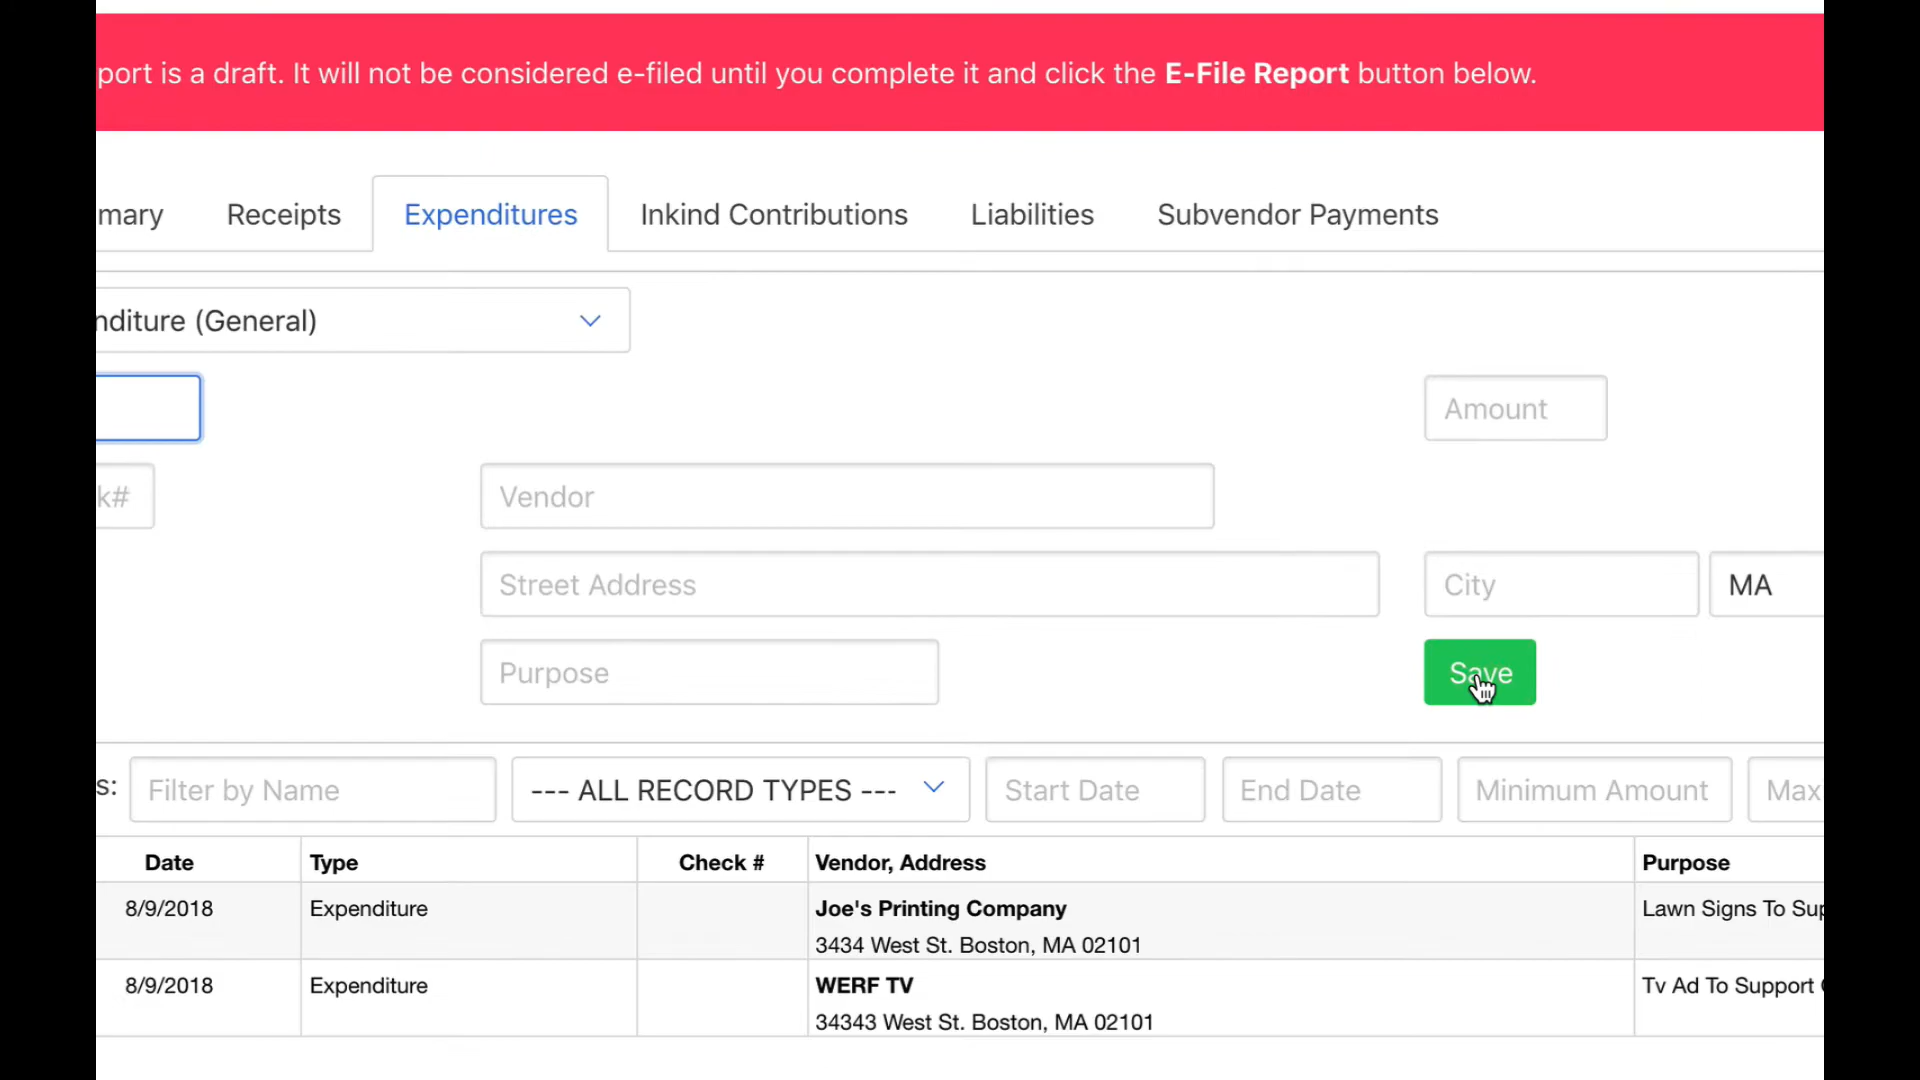 port is a draft. It will not be considered e-filed until you complete it and click the E-File Report button below.
mary Receipts Expenditures Inkind Contributions Liabilities Subvendor Payments
nditure (General)
Amount
k# Vendor
Street Address City MA
Purpose Save
s: Filter by Name --- ALL RECORD TYPES --- Start Date End Date Minimum Amount Max
Date Type Check # Vendor, Address Purpose
8/9/2018 Expenditure Joe's Printing Company Lawn Signs To Sup
3434 West St. Boston, MA 02101
8/9/2018 Expenditure WERF TV Tv Ad To Support
34343 West St. Boston, MA 02101